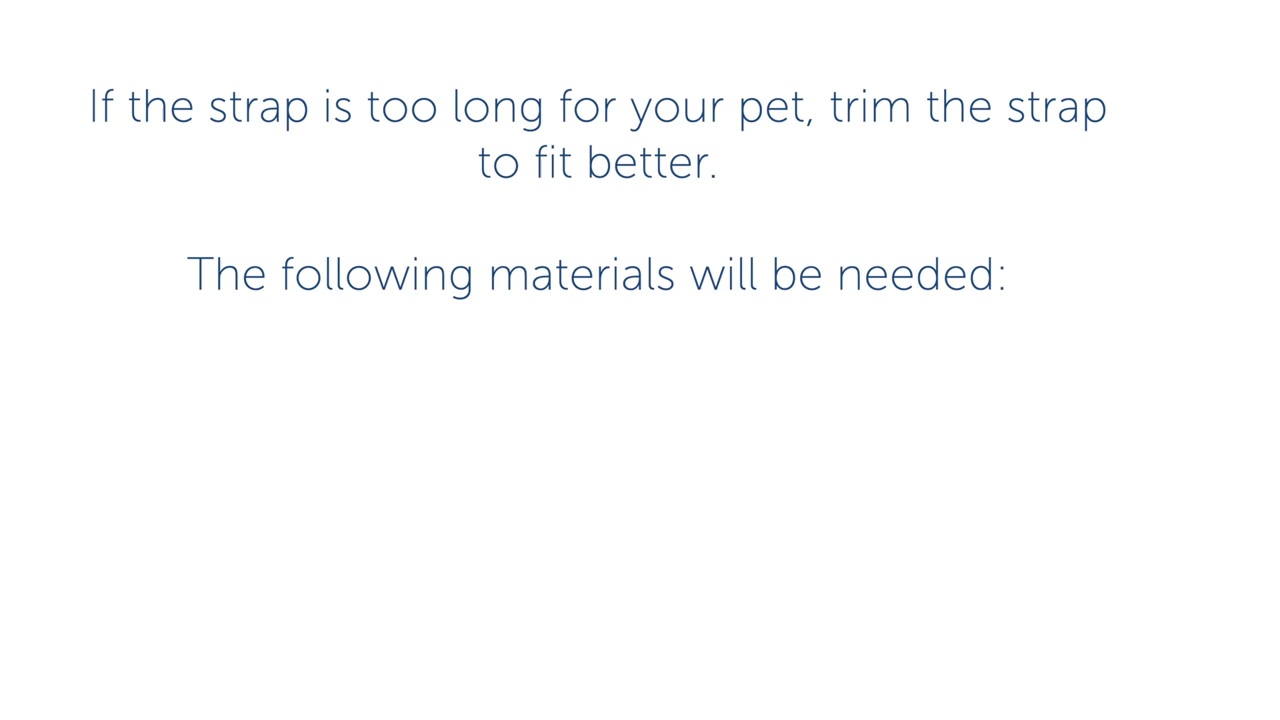 If the strap is too long for your pet, trim the strap
to fit better.
The following materials will be needed: